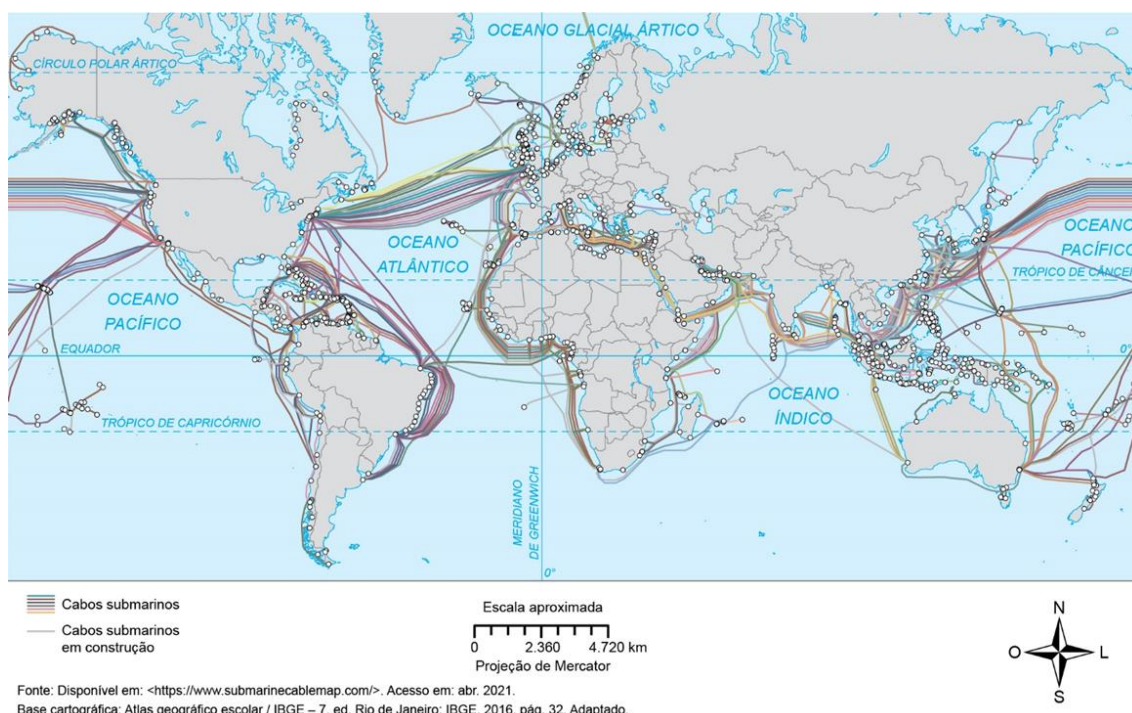 OCEANO GLACIAL ÁRTICO
CÍRCULO POLAR ÁRTICO
OCEANO
ATLÂNTICO
OCEANO
PACÍFICO
TRÓPICO DE CÂNCER
OCEANO
PACÍFICO
EQUADOR
0°
OCEANO
ÍNDICO
TRÓPICO DE CAPRICÓRNIO
MERIDIANO
DE GREENWICH
0°
Cabos submarinos
Cabos submarinos
em construção
Escala aproximada
0 2.360 4.720 km
Projeção de Mercator
N
O L
S
Fonte: Disponível em: <https://www.submarinecablemap.com/>. Acesso em: abr. 2021.
Base cartográfica: Atlas geográfico escolar / IBGE – 7. ed. Rio de Janeiro: IBGE, 2016, pág. 32. Adaptado.